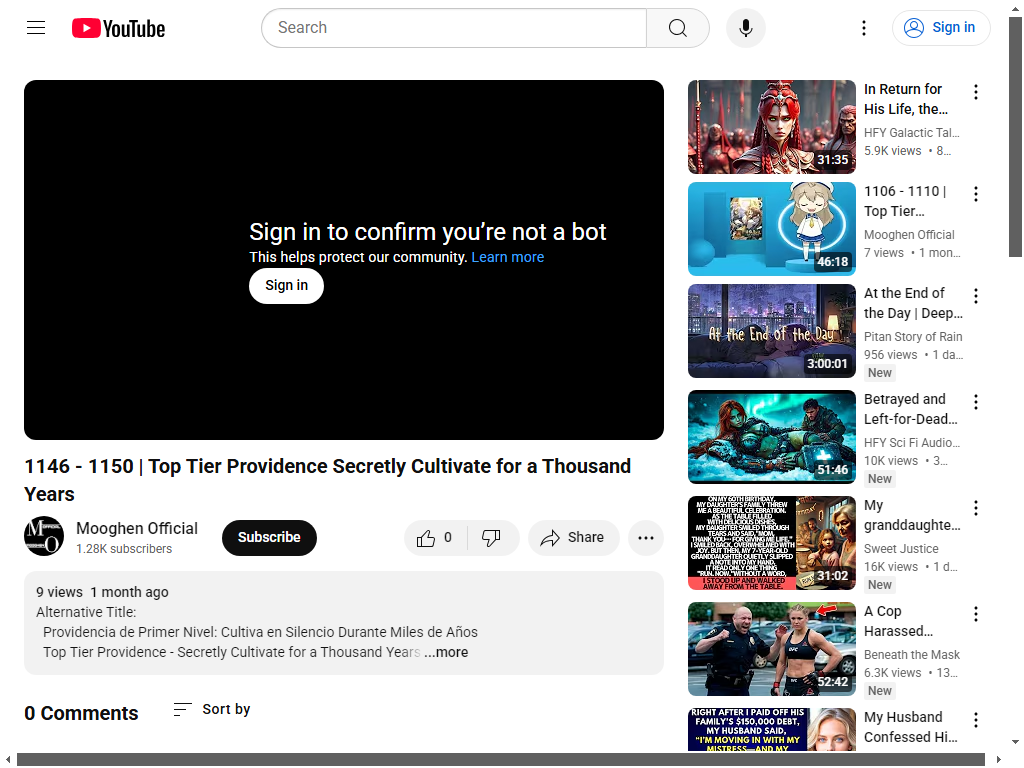 YouTube
Search
Sign in
Sign in to confirm you're not a bot
This helps protect our community. Learn more
Sign in
1146 - 1150 | Top Tier Providence Secretly Cultivate for a Thousand
Years
Mooghen Official
1.28K subscribers
Subscribe
0
Share
9 views 1 month ago
Alternative Title:
Providencia de Primer Nivel: Cultiva en Silencio Durante Miles de Años
Top Tier Providence - Secretly Cultivate for a Thousand Years ...more
0 Comments
Sort by
31:35
In Return for
His Life, the...
HFY Galactic Tal...
5.9K views • 8...
46:18
1106 - 1110 |
Top Tier...
Mooghen Official
7 views • 1 mon...
At the End of the Day
3:00:01
At the End of
the Day | Deep...
Pitan Story of Rain
956 views • 1 da...
New
51:46
Betrayed and
Left-for-Dead...
HFY Sci Fi Audio...
10K views • 3...
New
ON MY 60TH BIRTHDAY,
MY DAUGHTER'S FAMILY THREW
ME A BEAUTIFUL CELEBRATION.
AS THE TABLE FILLED
WITH DELICIOUS DISHES,
MY DAUGHTER SMILED THROUGH
TEARS AND SAID, "MOM,
THANK YOU— FOR GIVING ME LIFE."
I SMILED BACK, OVERWHELMED WITH
JOY. BUT THEN, MY 7-YEAR-OLD
GRANDDAUGHTER QUIETLY SLIPPED
A NOTE INTO MY HAND.
IT READ ONLY ONE THING
"RUN. NOW."WITHOUT A WORD,
I STOOD UP AND WALKED
AWAY FROM THE TABLE.
31:02
My
granddaughte...
Sweet Justice
16K views • 1 d...
New
52:42
A Cop
Harassed...
Beneath the Mask
6.3K views • 13...
New
RIGHT AFTER I PAID OFF HIS
FAMILY'S $150,000 DEBT,
MY HUSBAND SAID,
"I'M MOVING IN WITH MY
MISTRESS—AND MY
My Husband
Confessed Hi...